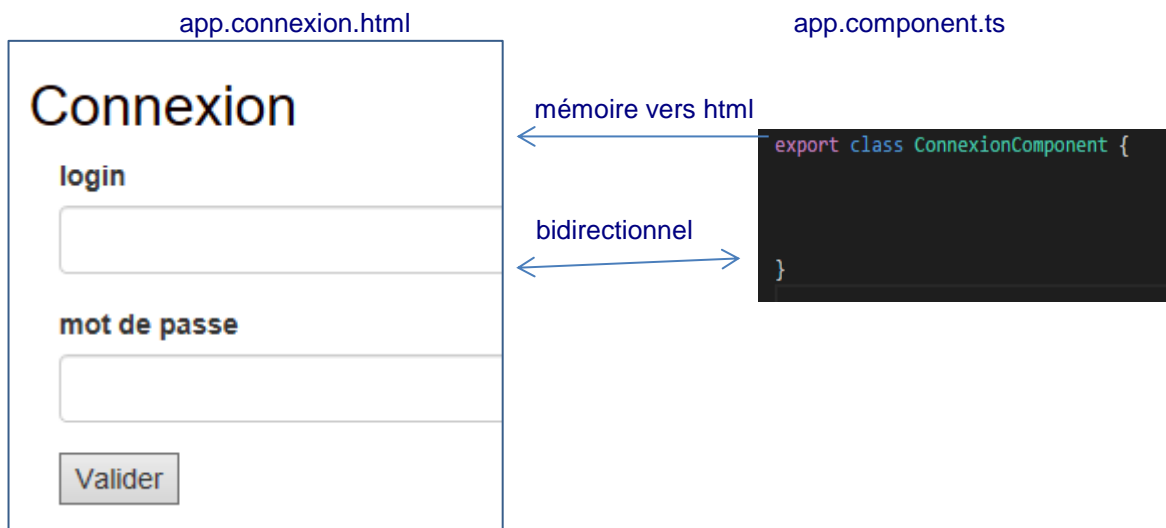 app.connexion.html
app.component.ts
Connexion
login
mot de passe
Valider
mémoire vers html
bidirectionnel
export class ConnexionComponent {
}